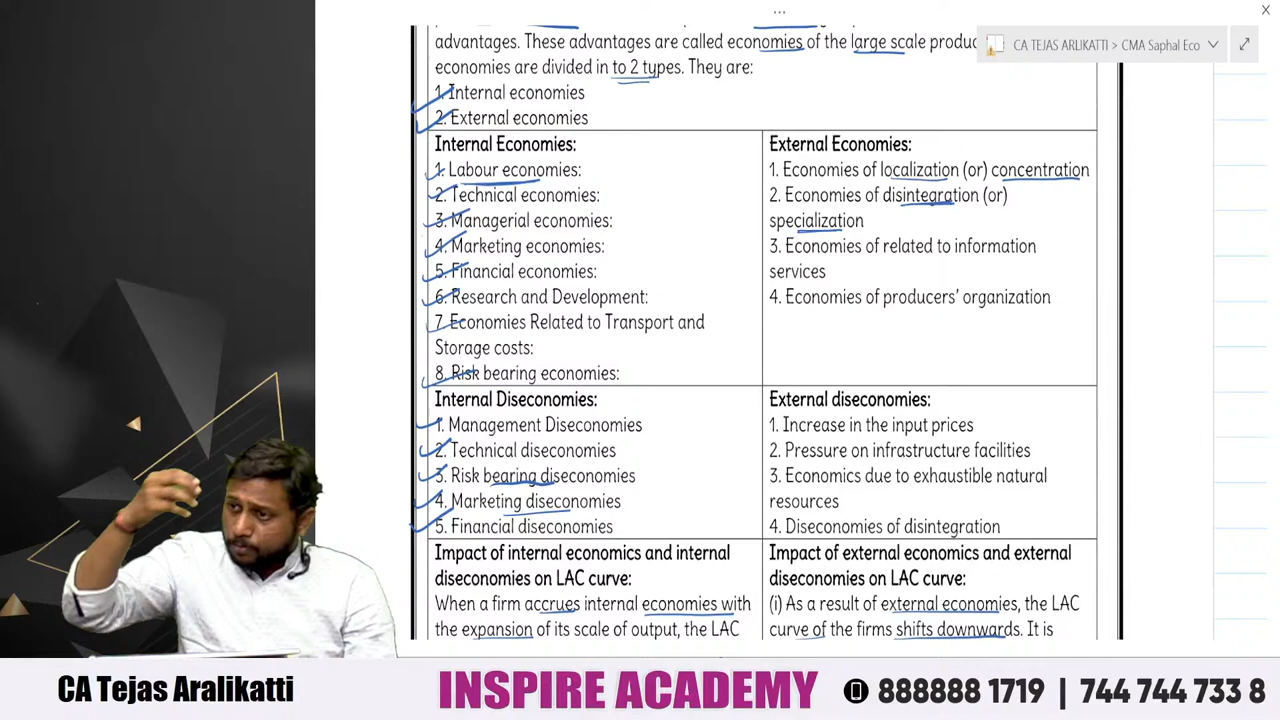 ...
X
advantages. These advantages are called economies of the large scale produc
CA TEJAS ARLIKATTI > CMA Saphal Eco
economies are divided in to 2 types. They are:
1. Internal economies
2. External economies
Internal Economies:
1. Labour economies:
2. Technical economies:
3. Managerial economies:
4. Marketing economies:
5. Financial economies:
6. Research and Development:
7. Economies Related to Transport and
Storage costs:
8. Risk bearing economies:
External Economies:
1. Economies of localization (or) concentration
2. Economies of disintegration (or)
specialization
3. Economies of related to information
services
4. Economies of producers' organization
Internal Diseconomies:
1. Management Diseconomies
2. Technical diseconomies
3. Risk bearing diseconomies
4. Marketing diseconomies
5. Financial diseconomies
External diseconomies:
1. Increase in the input prices
2. Pressure on infrastructure facilities
3. Economics due to exhaustible natural
resources
4. Diseconomies of disintegration
Impact of internal economics and internal
diseconomies on LAC curve:
When a firm accrues internal economies with
the expansion of its scale of output, the LAC
Impact of external economics and external
diseconomies on LAC curve:
(i) As a result of external economies, the LAC
curve of the firms shifts downwards. It is
CA Tejas Aralikatti
INSPIRE ACADEMY
888888 1719 | 744 744 733 8